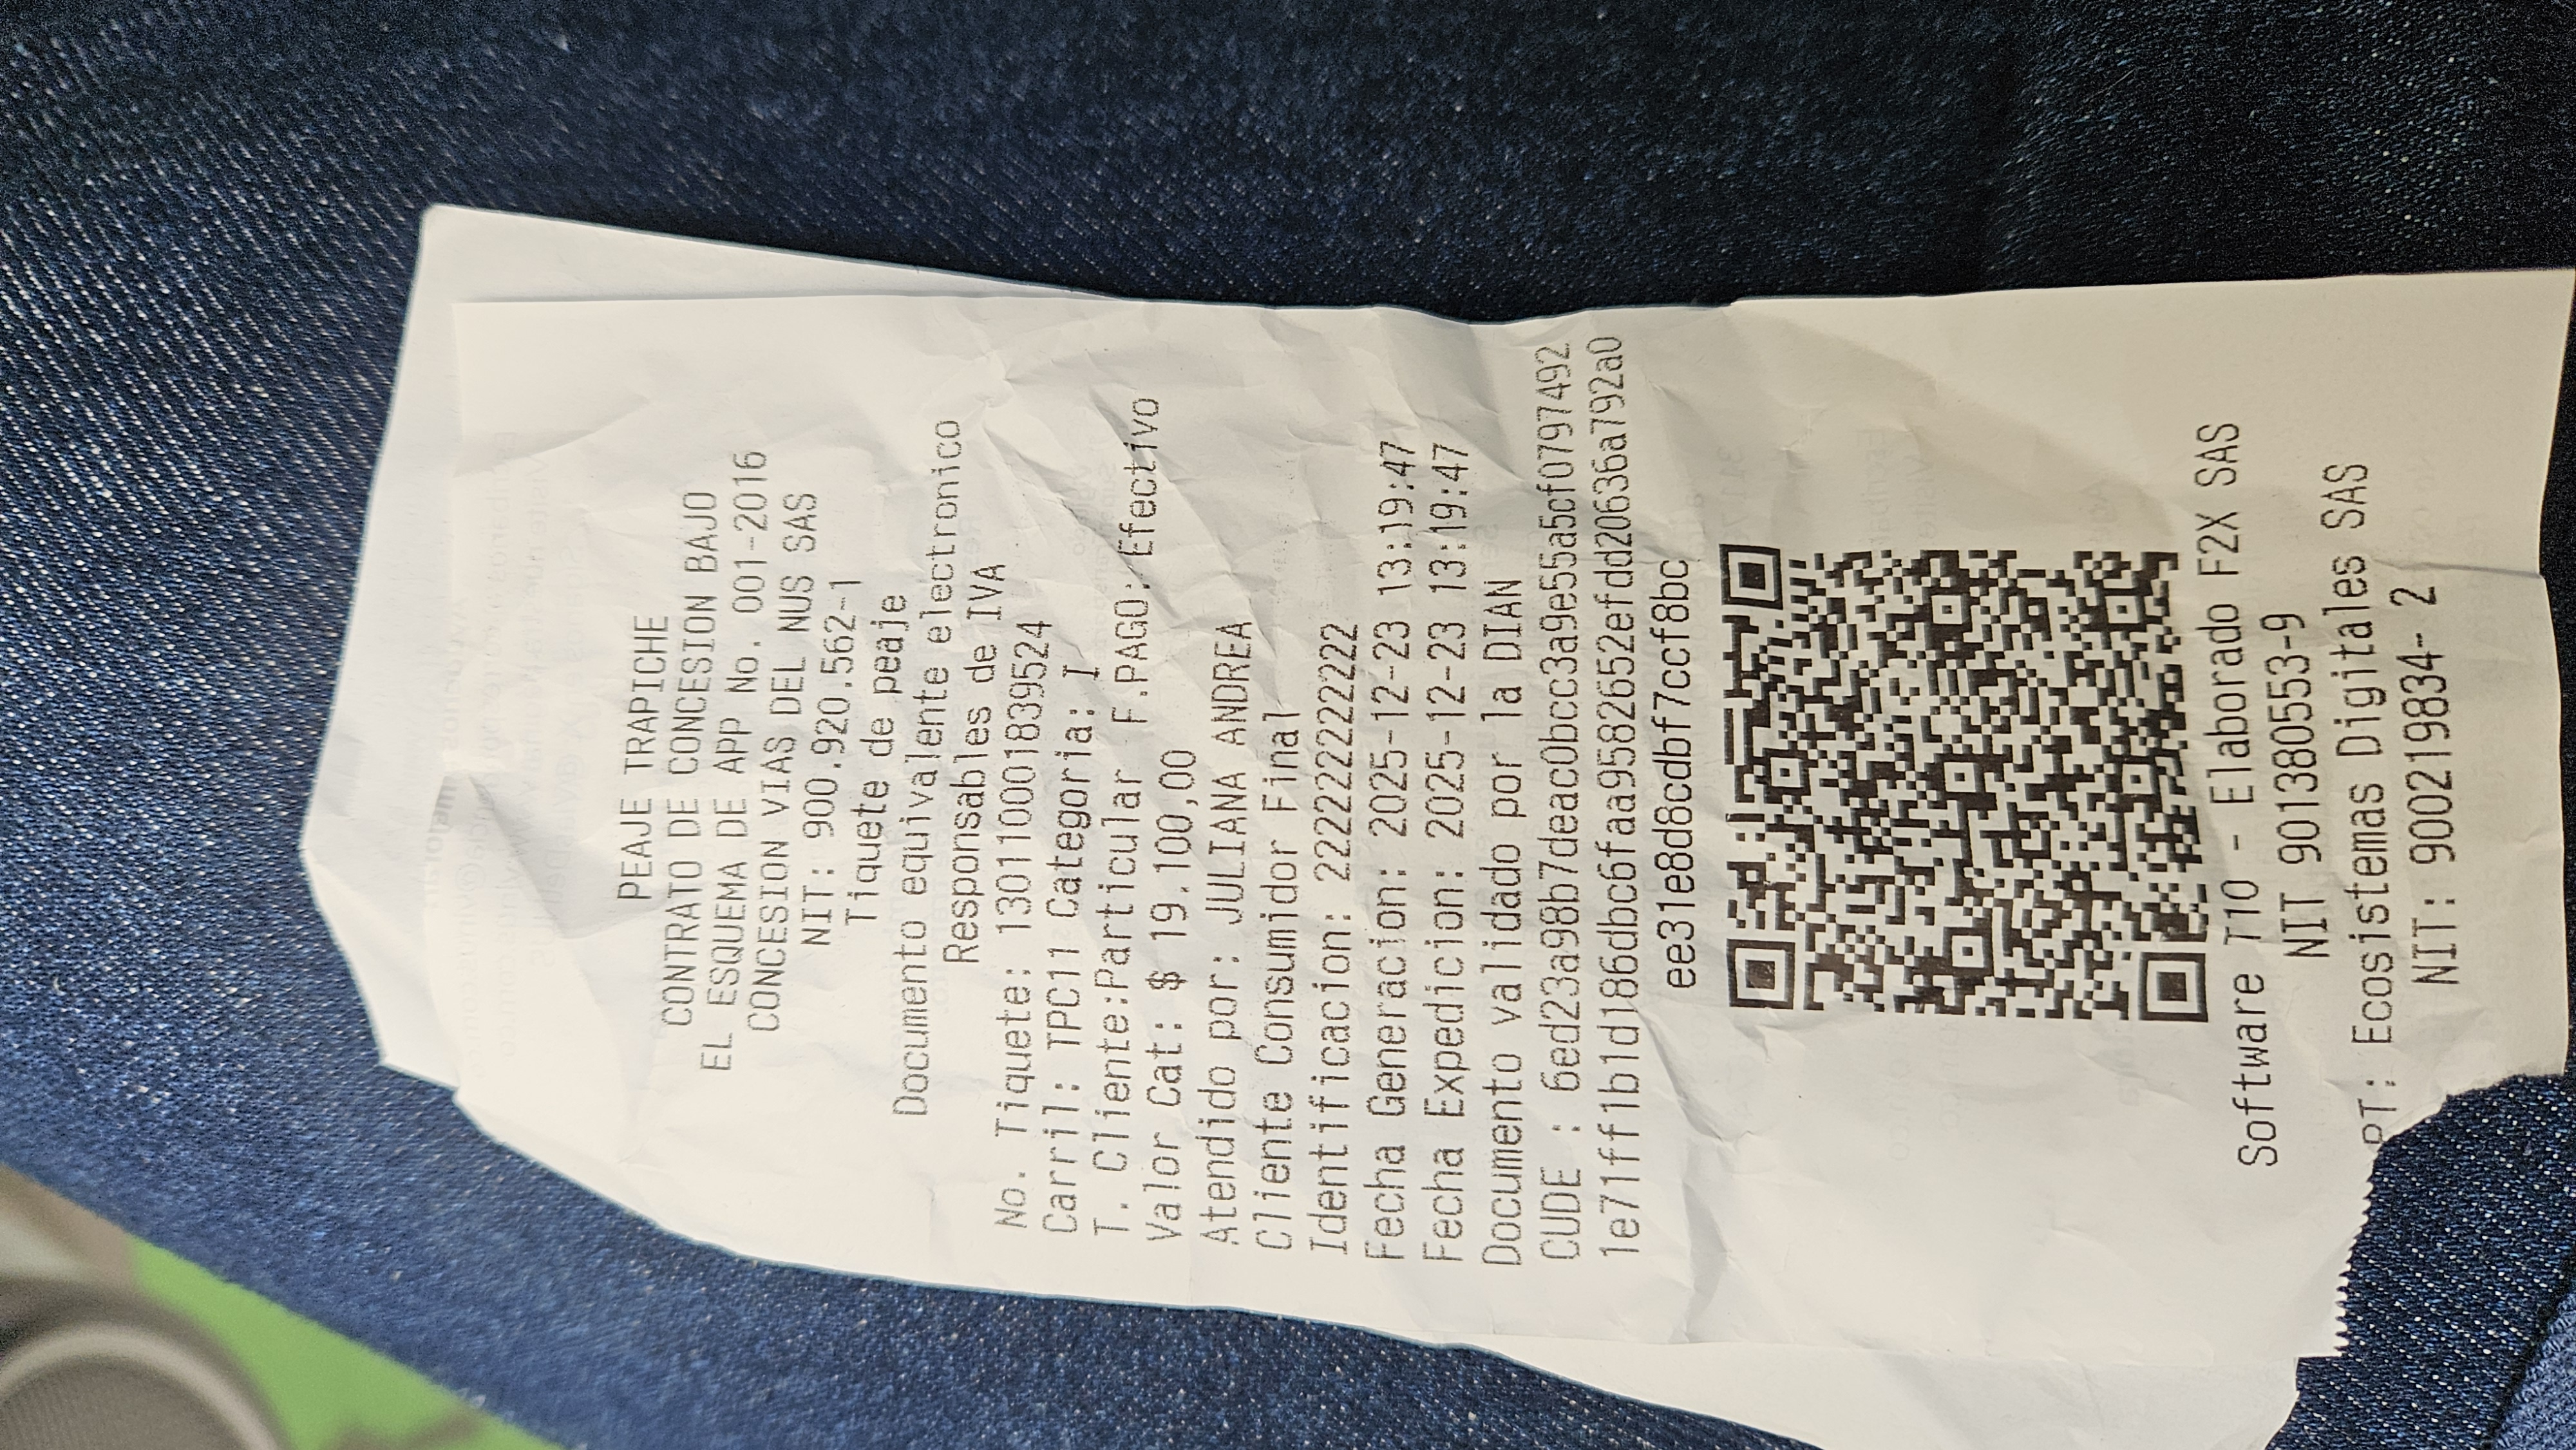 PEAJE TRAPICHE
CONTRATO DE CONCESION BAJO
EL ESQUEMA DE APP No. 001-2016
CONCESION VIAS DEL NUS SAS
NIT: 900.920.562-1
Tiquete de peaje
Documento equivalente electronico
Responsables de IVA
No. Tiquete: 1301100001839524
Carril: TPC11 Categoria: I
T. Cliente:Particular F.PAGO: Efectivo
Valor Cat: $ 19.100,00
Atendido por: JULIANA ANDREA
Cliente Consumidor Final
Identificacion: 222222222222
Fecha Generacion: 2025-12-23 13:19:47
Fecha Expedicion: 2025-12-23 13:19:47
Documento validado por la DIAN
CUDE : 6ed23a98b7deac0bcc3a9e55a5cf0797492
1e71ff1b1d186dbc6faa9582652efdd20636a792a0
ee31e8d8cdbf7ccf8bc
Software T10 - Elaborado F2X SAS
NIT 901380553-9
PT: Ecosistemas Digitales SAS
NIT: 900219834- 2